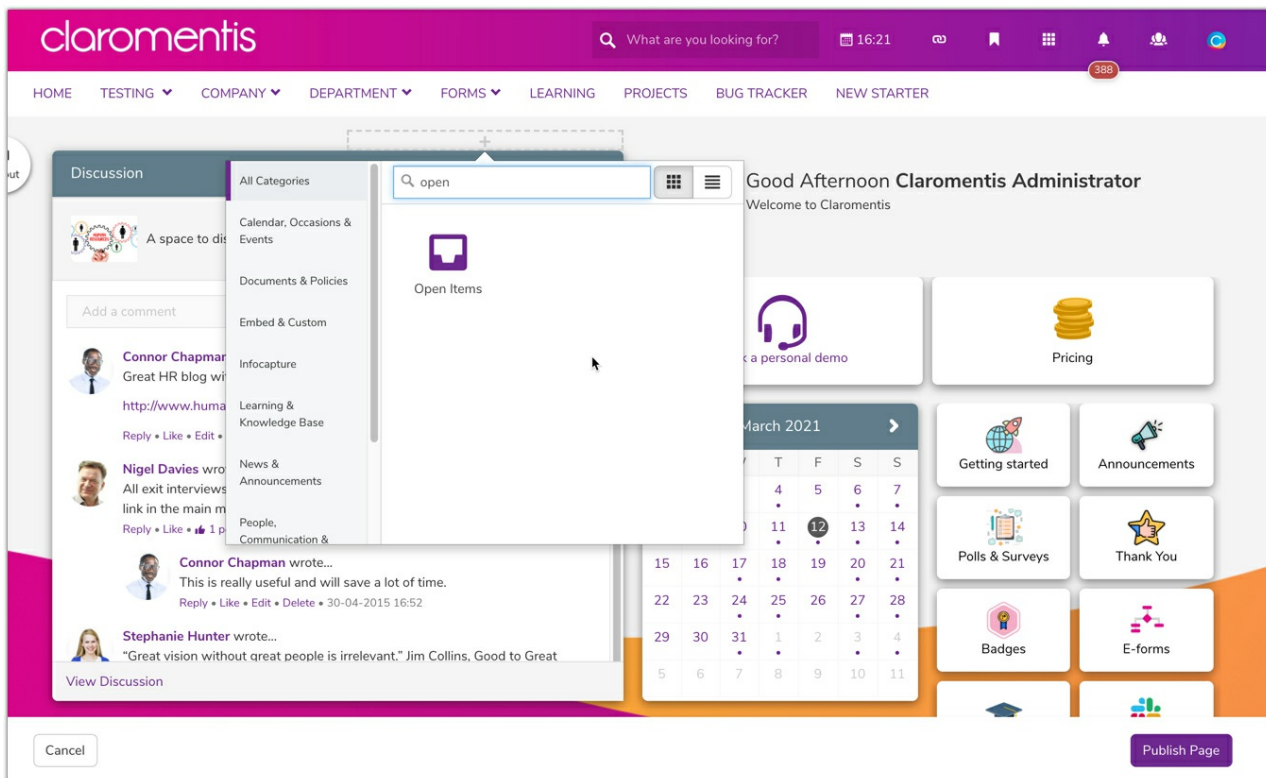 claromentis
What are you looking for?
16:21
388
HOME
TESTING
COMPANY
DEPARTMENT
FORMS
LEARNING
PROJECTS
BUG TRACKER
NEW STARTER
Discussion
A space to
Add a comment
Connor Chapman
Great HR blog
Reply • Like • Edit •
Nigel Davies
All exit interviews
link in the main
Reply • Like • 1
Connor Chapman wrote...
This is really useful and will save a lot of time.
Reply • Like • Edit • Delete • 30-04-2015 16:52
Stephanie Hunter wrote...
"Great vision without great people is irrelevant." Jim Collins, Good to Great
View Discussion
All Categories
Calendar, Occasions &
Events
Documents & Policies
Embed & Custom
Infocapture
Learning &
Knowledge Base
News &
Announcements
People,
Communication &
open
Open Items
Good Afternoon Claromentis Administrator
Welcome to Claromentis
a personal demo
Pricing
March 2021
T F S S
4 5 6 7
11 12 13 14
15 16 17 18 19 20 21
22 23 24 25 26 27 28
29 30 31 1 2 3 4
5 6 7 8 9 10 11
Getting started
Announcements
Polls & Surveys
Thank You
Badges
E-forms
Cancel
Publish Page